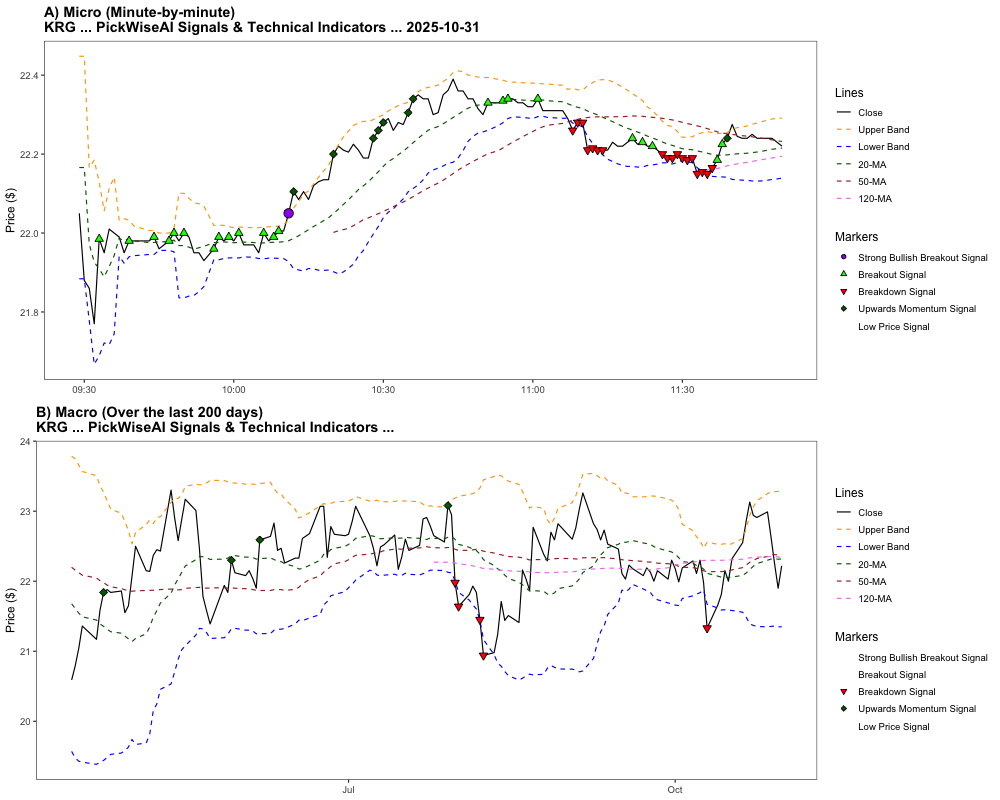 A) Micro (Minute-by-minute)
KRG ... PickWiseAI Signals & Technical Indicators ... 2025-10-31
Price ($)
22.4
22.2
22.0
21.8
09:30
10:00
10:30
11:00
11:30
Lines
Close
Upper Band
Lower Band
20-MA
50-MA
120-MA
Markers
Strong Bullish Breakout Signal
Breakout Signal
Breakdown Signal
Upwards Momentum Signal
Low Price Signal
B) Macro (Over the last 200 days)
KRG ... PickWiseAI Signals & Technical Indicators ...
Price ($)
24
23
22
21
20
Jul
Oct
Lines
Close
Upper Band
Lower Band
20-MA
50-MA
120-MA
Markers
Strong Bullish Breakout Signal
Breakout Signal
Breakdown Signal
Upwards Momentum Signal
Low Price Signal